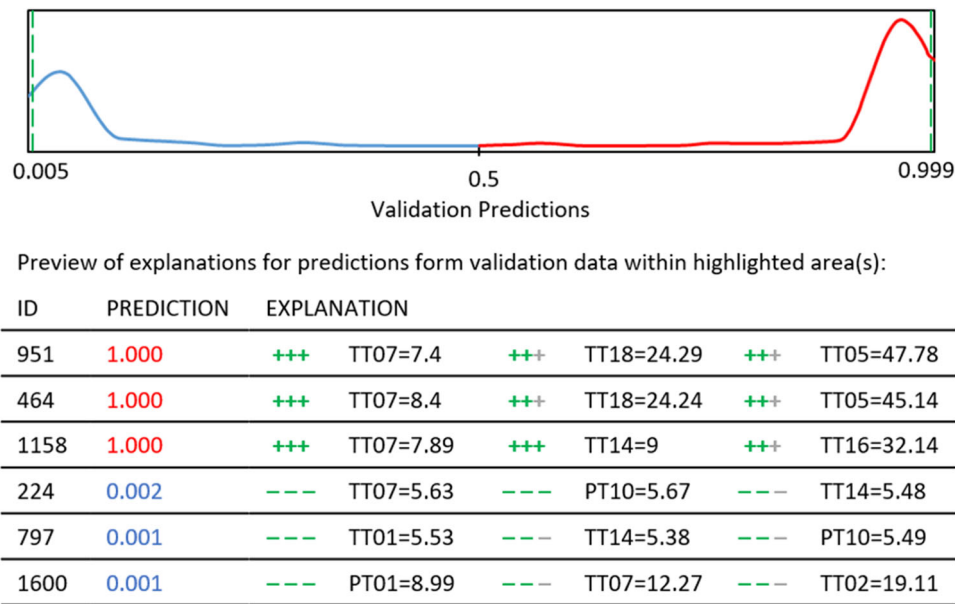 0.005 0.5 0.999
Validation Predictions
Preview of explanations for predictions form validation data within highlighted area(s):
ID PREDICTION EXPLANATION
951 1.000 +++ TT07=7.4 +++ TT18=24.29 +++ TT05=47.78
464 1.000 +++ TT07=8.4 +++ TT18=24.24 +++ TT05=45.14
1158 1.000 +++ TT07=7.89 +++ TT14=9 +++ TT16=32.14
224 0.002 --- TT07=5.63 --- PT10=5.67 --- TT14=5.48
797 0.001 --- TT01=5.53 --- TT14=5.38 --- PT10=5.49
1600 0.001 --- PT01=8.99 --- TT07=12.27 --- TT02=19.11